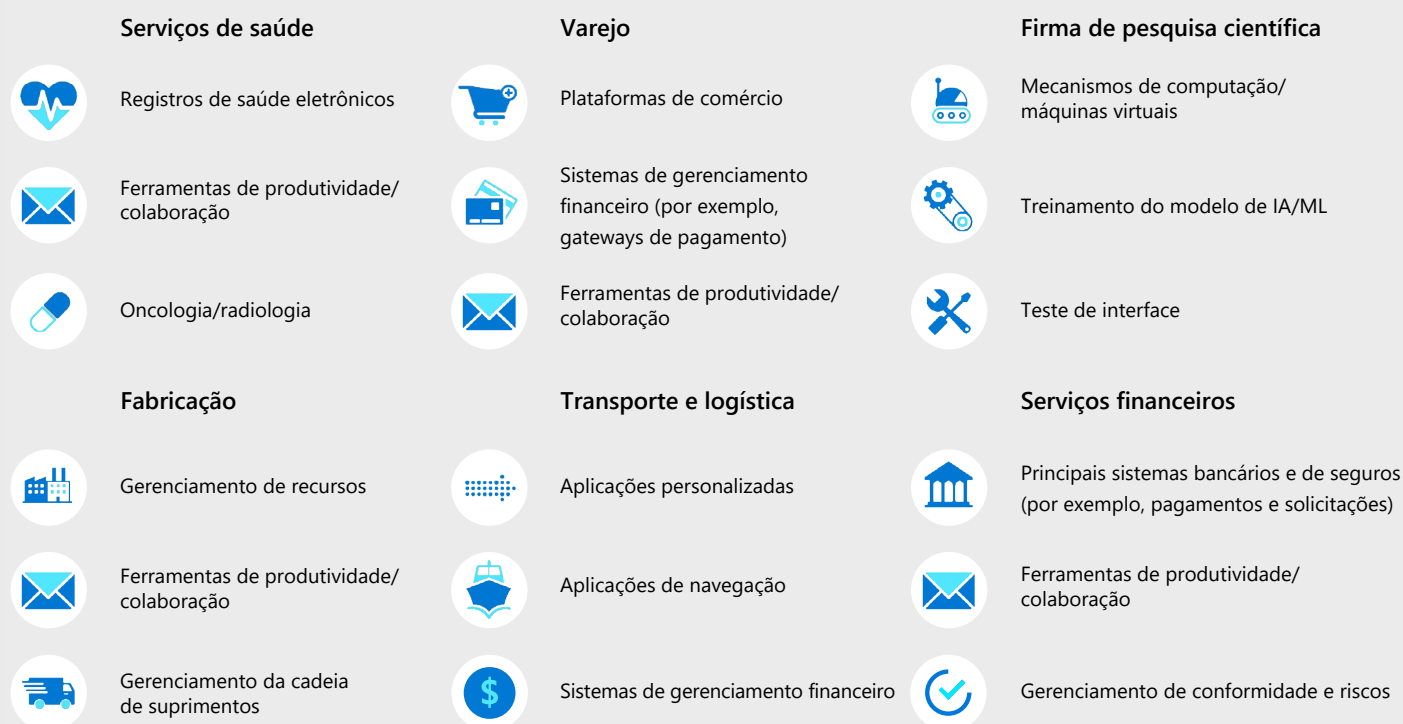 Serviços de saúde
Registros de saúde eletrônicos
Ferramentas de produtividade/
colaboração
Oncologia/radiologia
Varejo
Plataformas de comércio
Sistemas de gerenciamento
financeiro (por exemplo,
gateways de pagamento)
Ferramentas de produtividade/
colaboração
Firma de pesquisa científica
Mecanismos de computação/
máquinas virtuais
Treinamento do modelo de IA/ML
Teste de interface
Fabricação
Gerenciamento de recursos
Ferramentas de produtividade/
colaboração
Gerenciamento da cadeia
de suprimentos
Transporte e logística
Aplicações personalizadas
Aplicações de navegação
$
Sistemas de gerenciamento financeiro
Serviços financeiros
Principais sistemas bancários e de seguros
(por exemplo, pagamentos e solicitações)
Ferramentas de produtividade/
colaboração
Gerenciamento de conformidade e riscos